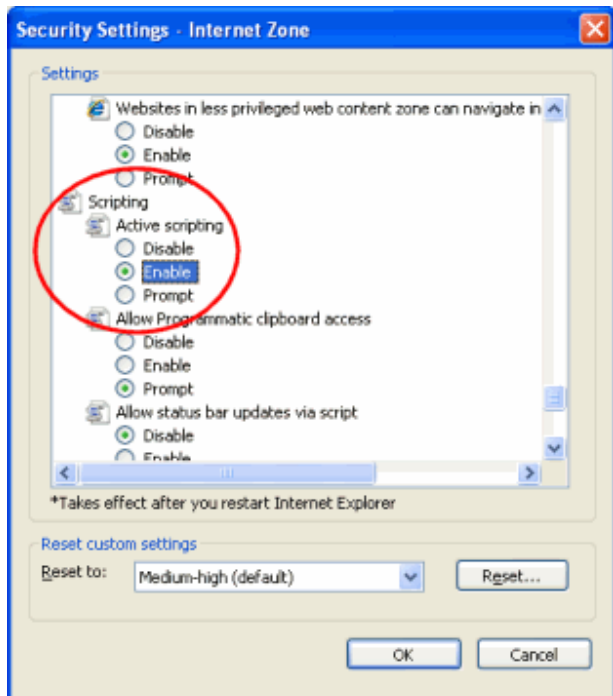 Security Settings - Internet Zone
Settings
Websites in less privileged web content zone can navigate in
Disable
Enable
Prompt
Scripting
Active scripting
Disable
Enable
Prompt
Allow Programmatic clipboard access
Disable
Enable
Prompt
Allow status bar updates via script
Disable
Enable
*Takes effect after you restart Internet Explorer
Reset custom settings
Reset to: Medium-high (default) Reset...
OK Cancel